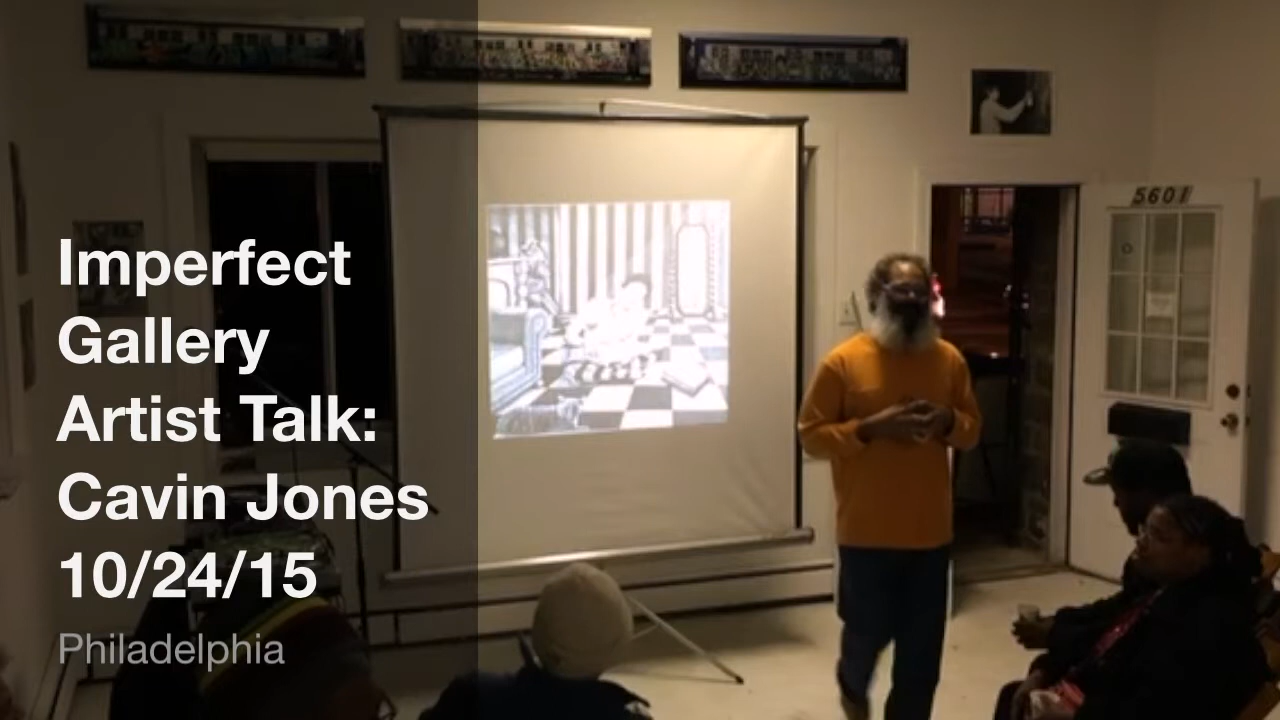 Imperfect
Gallery
Artist Talk:
Cavin Jones
10/24/15
Philadelphia
5601